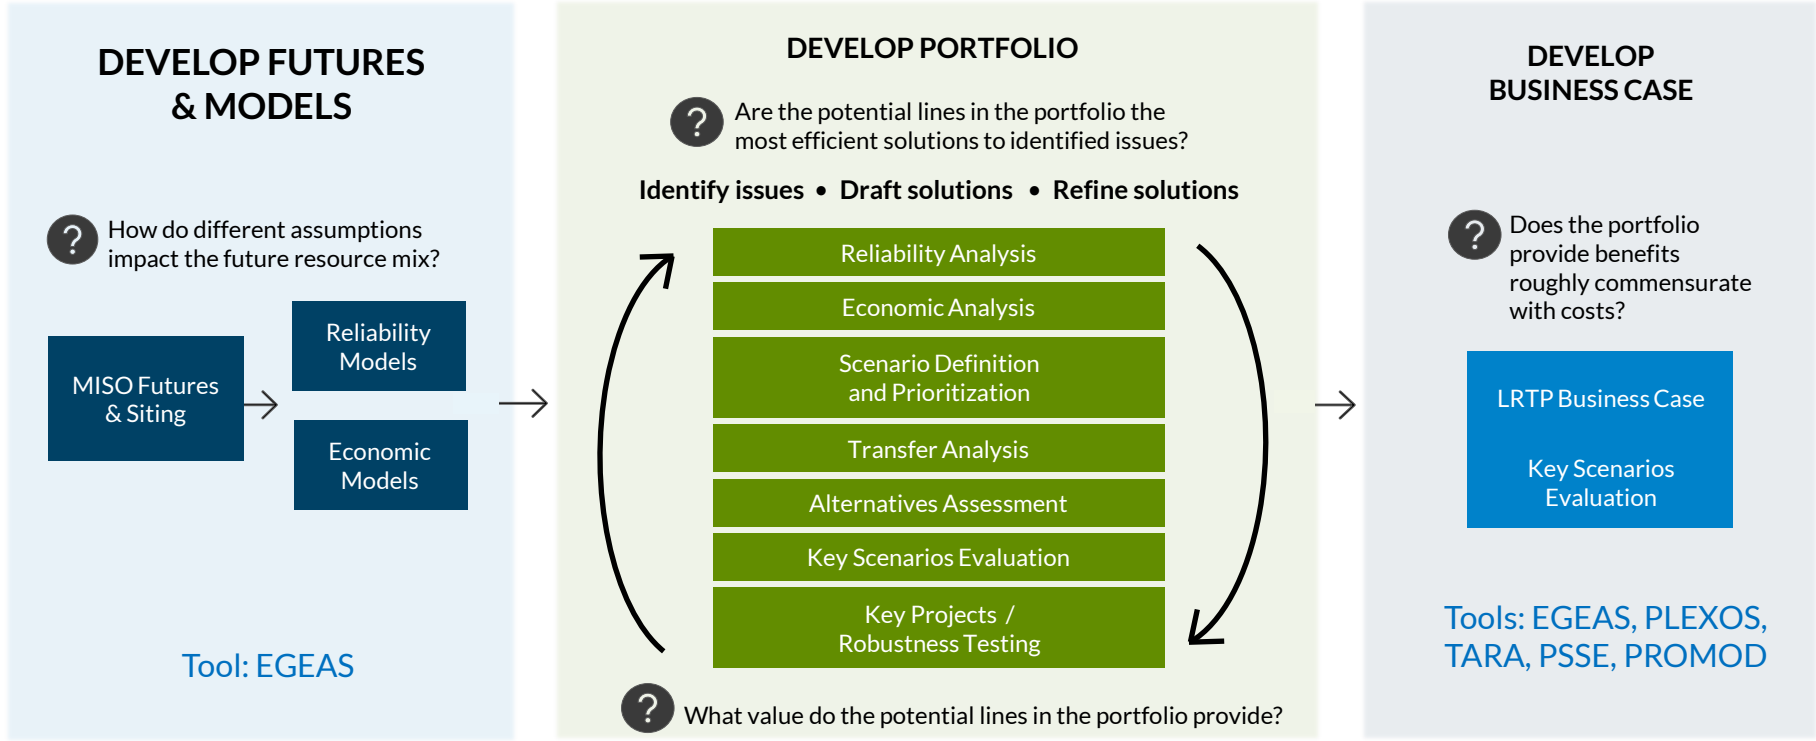 DEVELOP FUTURES
& MODELS
?
How do different assumptions
impact the future resource mix?
MISO Futures
& Siting
Reliability
Models
Economic
Models
Tool: EGEAS
DEVELOP PORTFOLIO
?
Are the potential lines in the portfolio the
most efficient solutions to identified issues?
Identify issues • Draft solutions • Refine solutions
Reliability Analysis
Economic Analysis
Scenario Definition
and Prioritization
Transfer Analysis
Alternatives Assessment
Key Scenarios Evaluation
Key Projects /
Robustness Testing
?
What value do the potential lines in the portfolio provide?
DEVELOP
BUSINESS CASE
?
Does the portfolio
provide benefits
roughly commensurate
with costs?
LRTP Business Case
Key Scenarios
Evaluation
Tools: EGEAS, PLEXOS,
TARA, PSSE, PROMOD